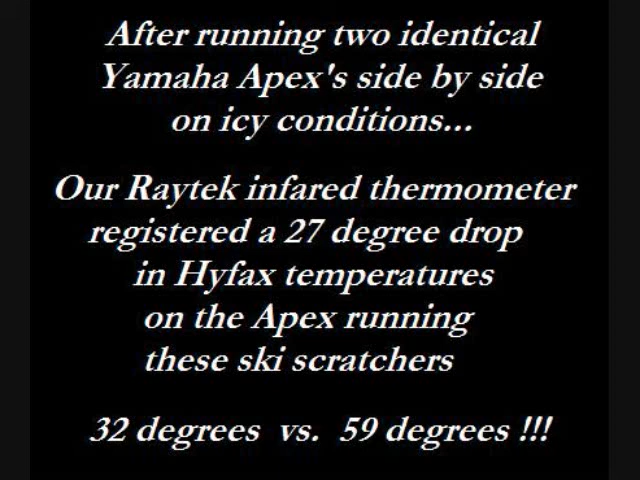 After running two identical
Yamaha Apex's side by side
on icy conditions...
Our Raytek infared thermometer
registered a 27 degree drop
in Hyfax temperatures
on the Apex running
these ski scratchers
32 degrees vs. 59 degrees !!!